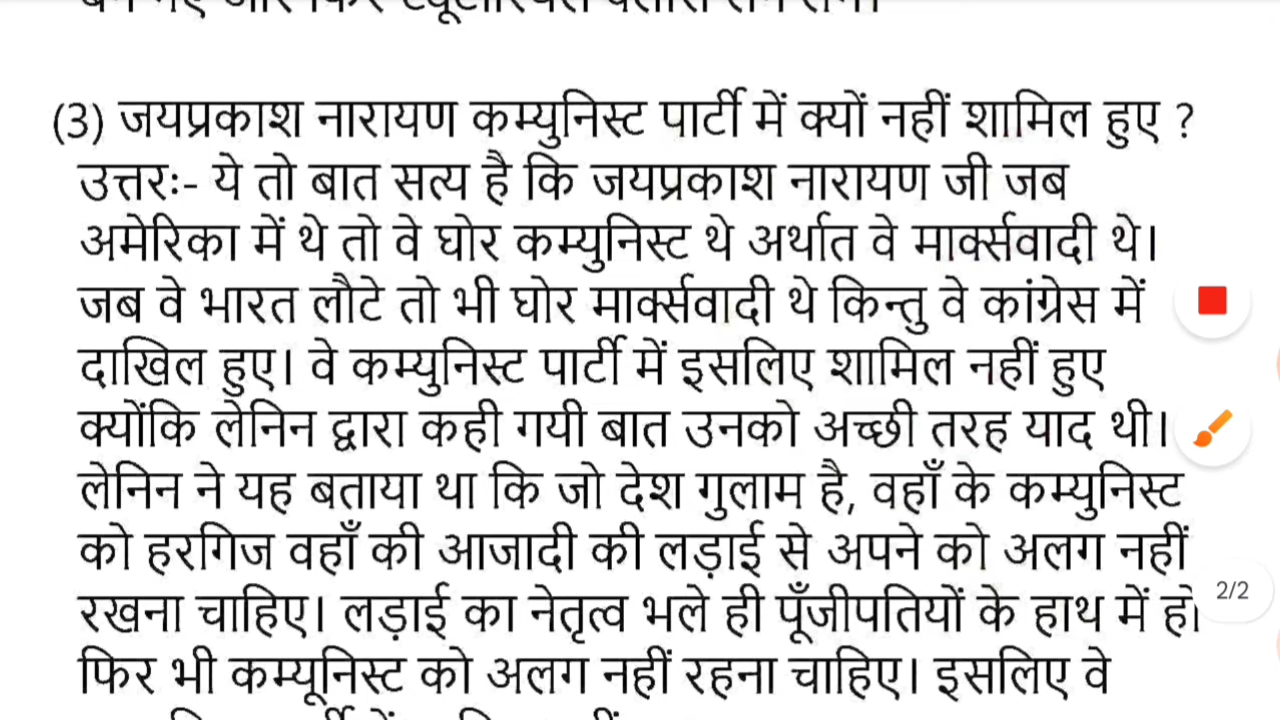 (3) जयप्रकाश नारायण कम्युनिस्ट पार्टी में क्यों नहीं शामिल हुए ?
उत्तरः- ये तो बात सत्य है कि जयप्रकाश नारायण जी जब
अमेरिका में थे तो वे घोर कम्युनिस्ट थे अर्थात वे मार्क्सवादी थे।
जब वे भारत लौटे तो भी घोर मार्क्सवादी थे किन्तु वे कांग्रेस में
दाखिल हुए। वे कम्युनिस्ट पार्टी में इसलिए शामिल नहीं हुए
क्योंकि लेनिन द्वारा कही गयी बात उनको अच्छी तरह याद थी।
लेनिन ने यह बताया था कि जो देश गुलाम है, वहाँ के कम्युनिस्ट
को हरगिज वहाँ की आजादी की लड़ाई से अपने को अलग नहीं
2/2
रखना चाहिए। लड़ाई का नेतृत्व भले ही पूँजीपतियों के हाथ में हो
फिर भी कम्यूनिस्ट को अलग नहीं रहना चाहिए। इसलिए वे